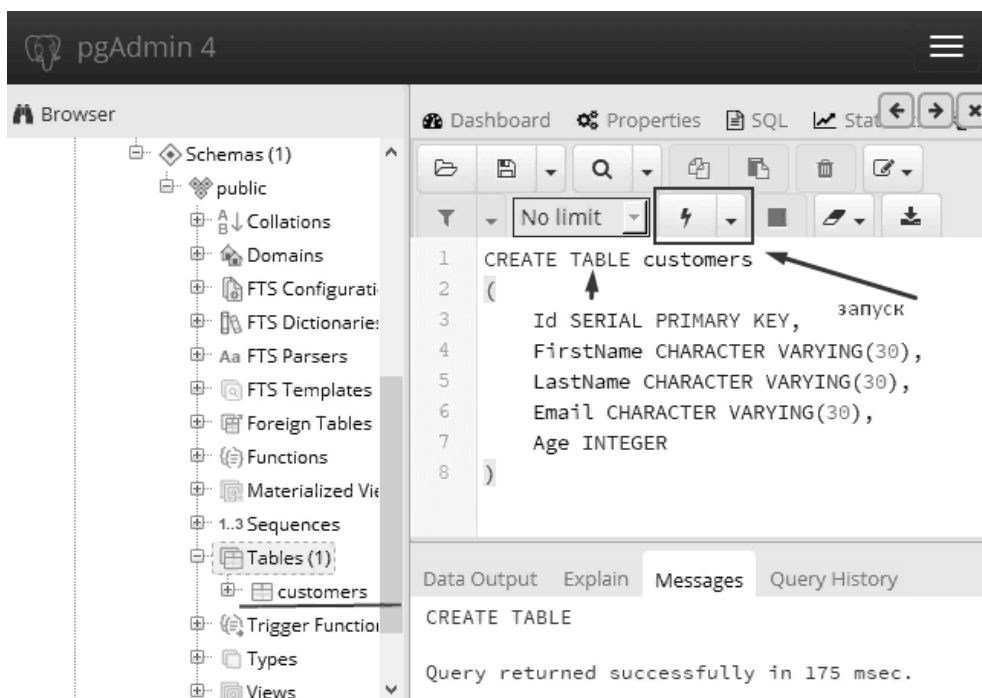 pgAdmin 4
Browser
Schemas (1)
public
Collations
Domains
FTS Configurati
FTS Dictionaries
Aa FTS Parsers
FTS Templates
Foreign Tables
Functions
Materialized Vie
1..3 Sequences
Tables (1)
customers
Trigger Function
Types
Views
Dashboard Properties SQL Stat
No limit
1 CREATE TABLE customers
2 (
запуск
3 Id SERIAL PRIMARY KEY,
4 FirstName CHARACTER VARYING(30),
5 LastName CHARACTER VARYING(30),
6 Email CHARACTER VARYING(30),
7 Age INTEGER
8 )
Data Output Explain Messages Query History
CREATE TABLE
Query returned successfully in 175 msec.